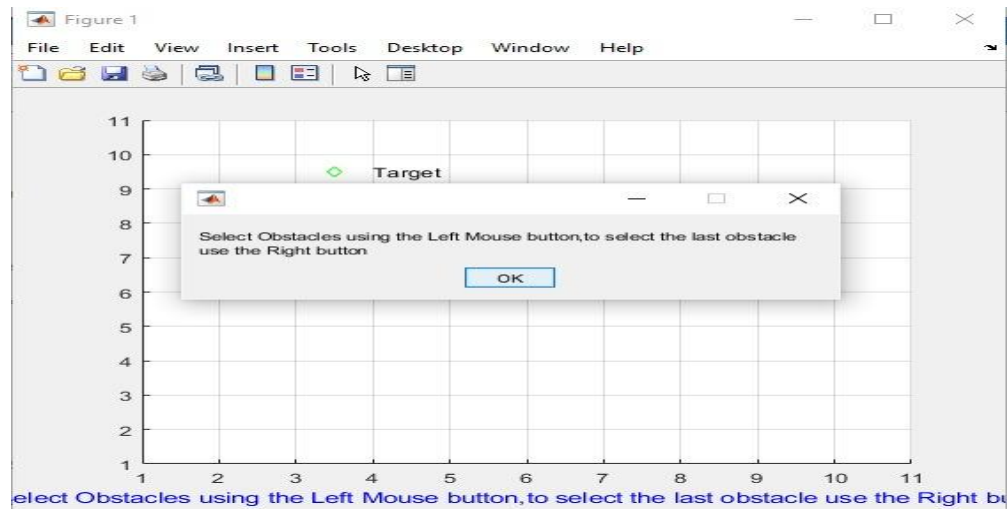 Figure 1
File Edit View Insert Tools Desktop Window Help
11
10
Target
9
8
Select Obstacles using the Left Mouse button,to select the last obstacle
use the Right button
7
OK
6
5
4
3
2
1
1 2 3 4 5 6 7 8 9 10 11
elect Obstacles using the Left Mouse button,to select the last obstacle use the Right bu